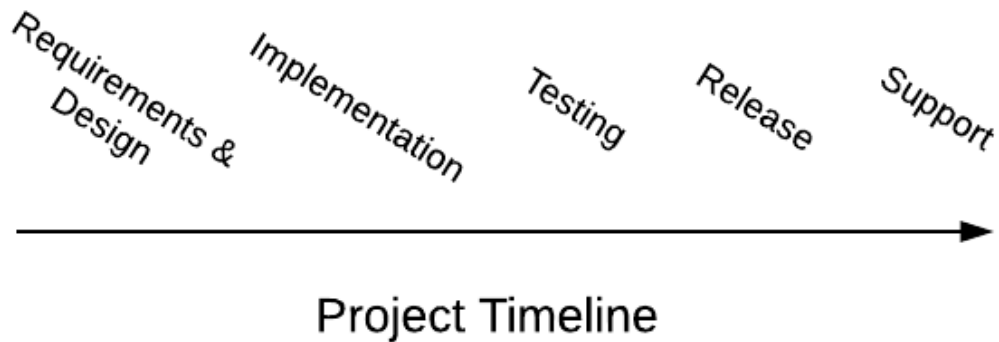 Requirements &
Design
Implementation
Testing
Release
Support
Project Timeline